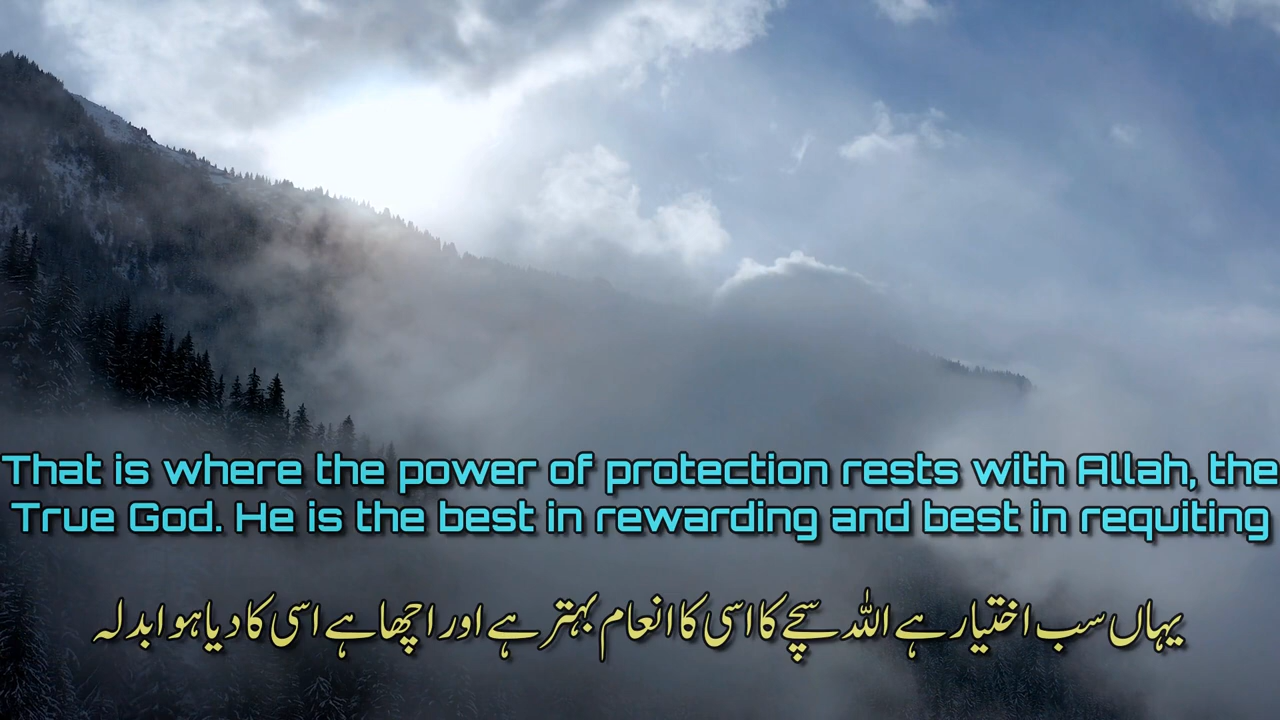 That is where the power of protection rests with Allah, the
True God. He is the best in rewarding and best in requiting
یہاں سب اختیار ہے اللہ سچے کا اسی کا انعام بہتر ہے اور اچھا ہے اسی کا دیا ہوا بدلہ